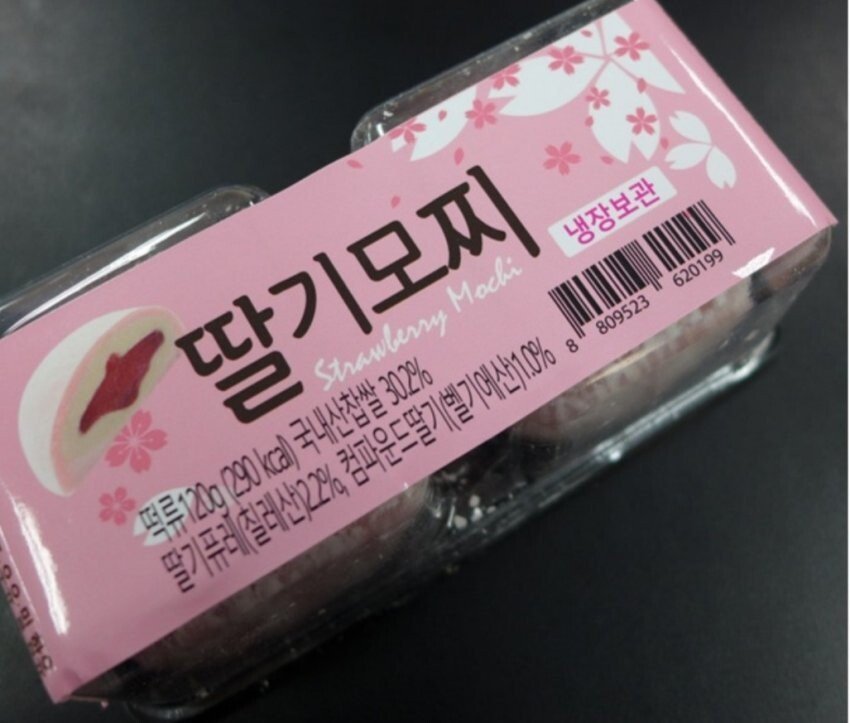 딸기모찌
Strawberry Mochi
냉장보관
8 809523 620199
떡류 120g (290 kcal) 국내산찹쌀 30.2%
딸기퓨레(칠레산)2.2%, 컴파운드딸기(벨기에산)1.0%